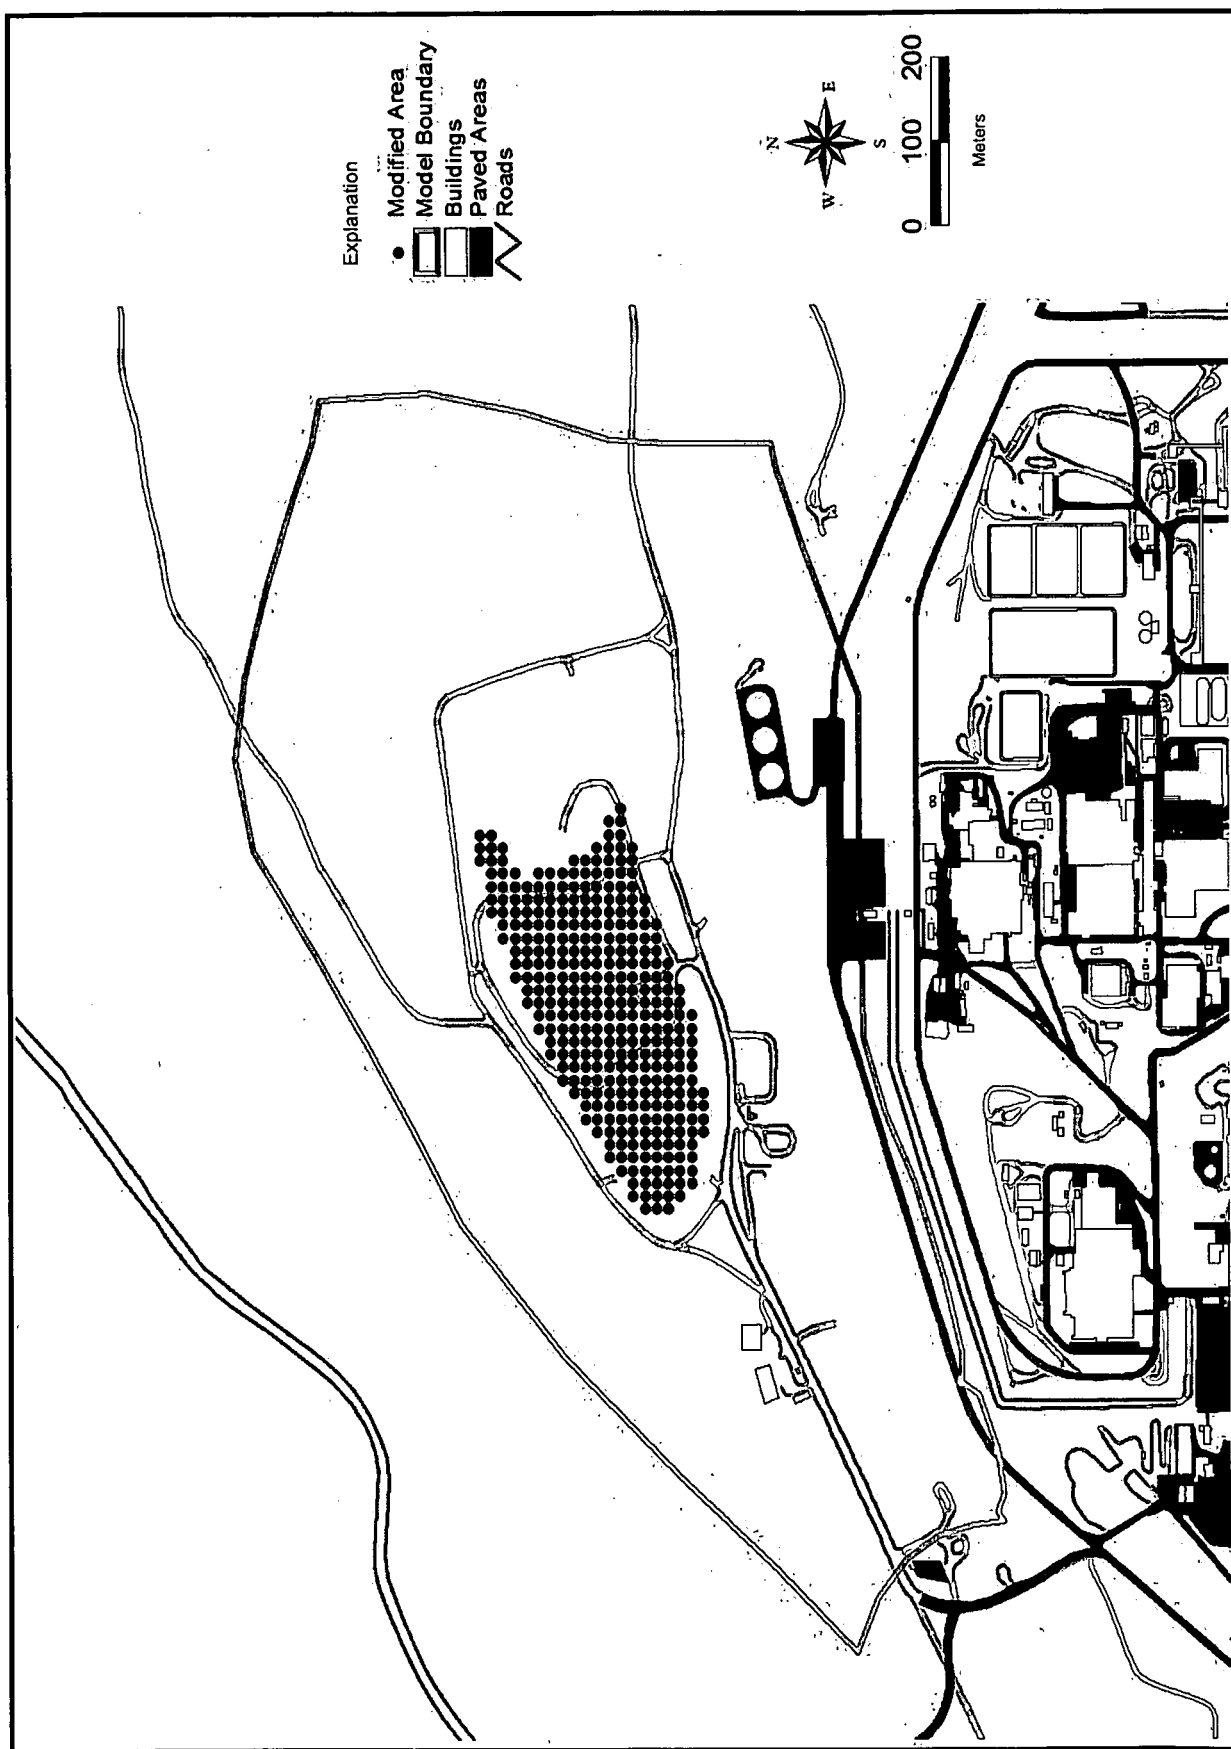 Explanation
Modified Area
Model Boundary
Buildings
Paved Areas
Roads
N
E
S
W
0 100 200
Meters